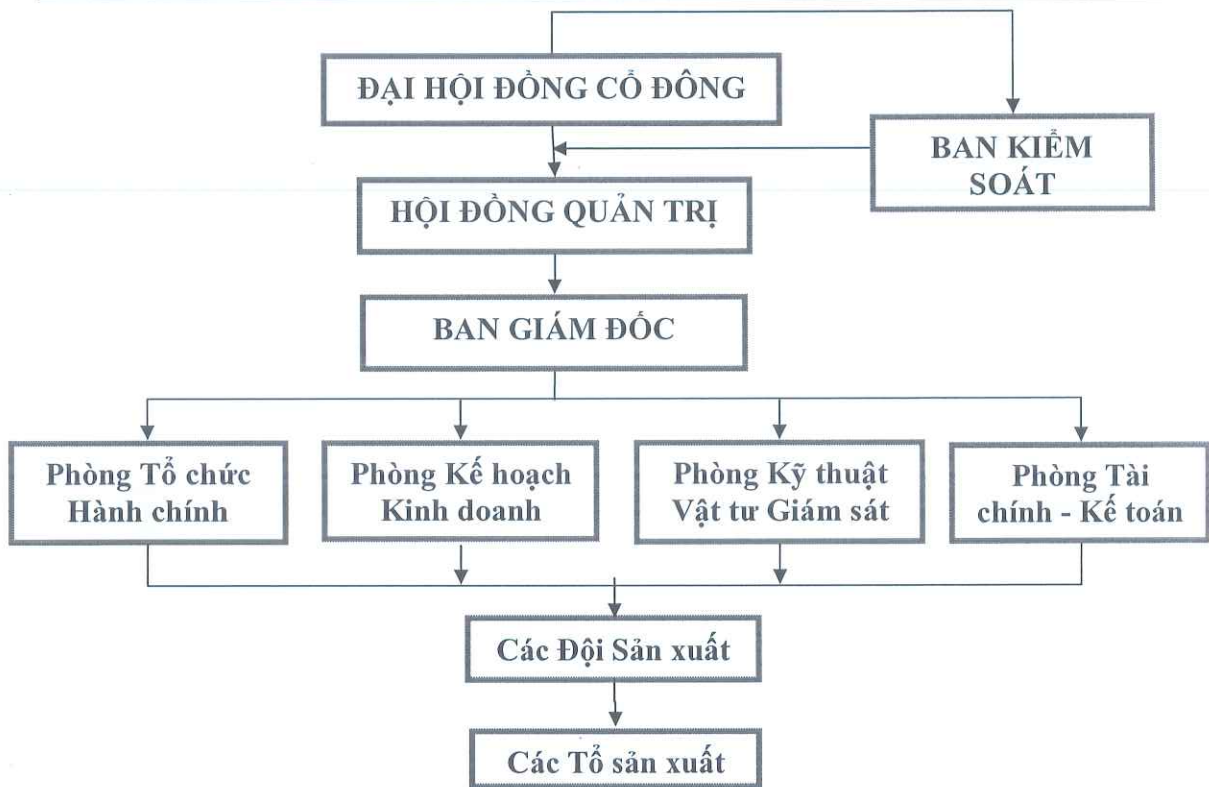 ĐẠI HỘI ĐỒNG CỔ ĐÔNG
BAN KIỂM
SOÁT
HỘI ĐỒNG QUẢN TRỊ
BAN GIÁM ĐỐC
Phòng Tổ chức
Hành chính
Phòng Kế hoạch
Kinh doanh
Phòng Kỹ thuật
Vật tư Giám sát
Phòng Tài
chính - Kế toán
Các Đội Sản xuất
Các Tổ sản xuất